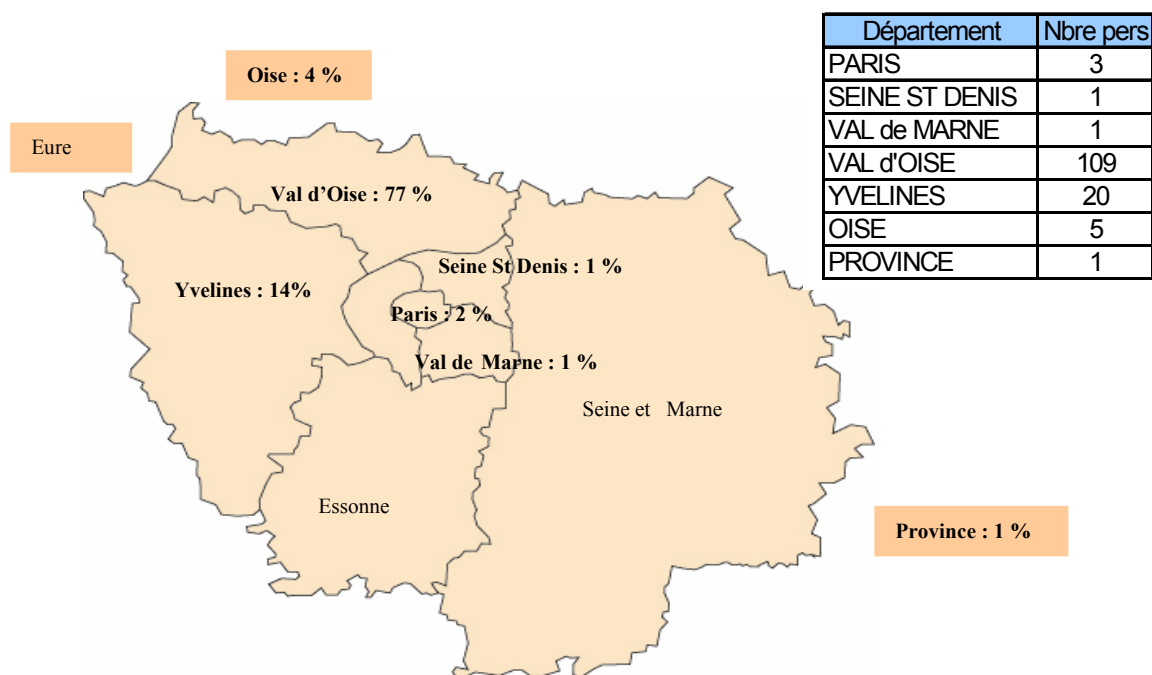 Département Nbre pers
PARIS 3
SEINE ST DENIS 1
VAL de MARNE 1
VAL d'OISE 109
YVELINES 20
OISE 5
PROVINCE 1
Oise : 4 %
Eure
Val d’Oise : 77 %
Seine St Denis : 1 %
Yvelines : 14%
Paris : 2 %
Val de Marne : 1 %
Seine et Marne
Essonne
Province : 1 %